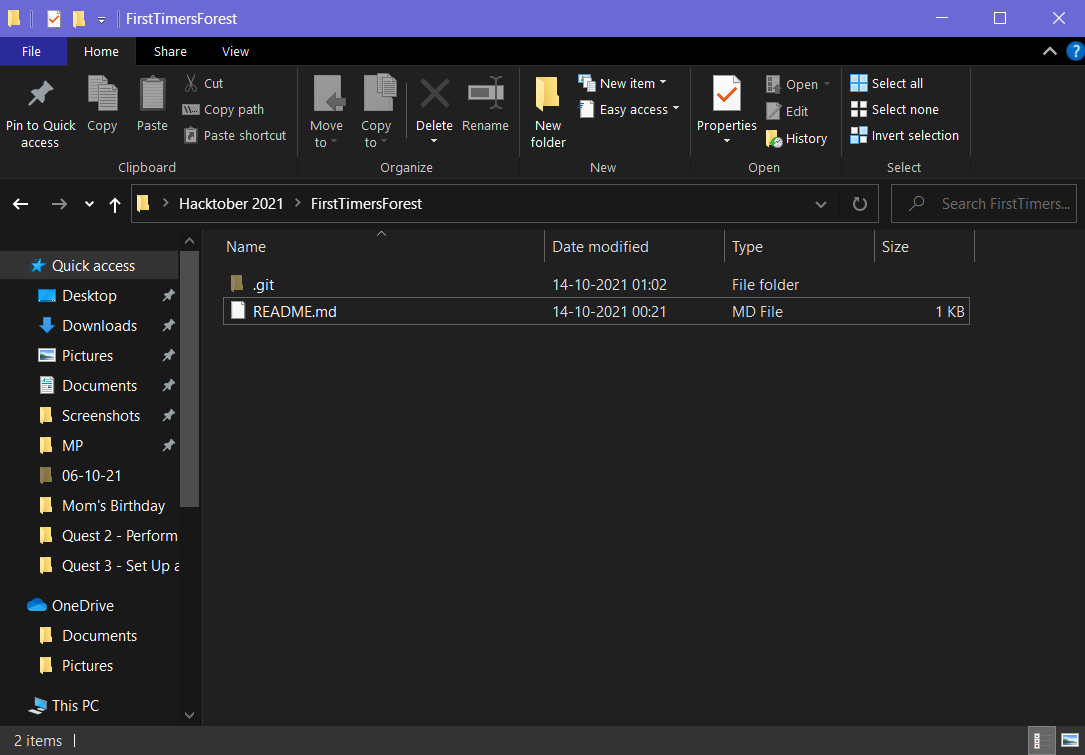 FirstTimersForest
File Home Share View
Pin to Quick access
Copy
Paste
Cut
Copy path
Paste shortcut
Clipboard
Move to
Copy to
Delete
Rename
Organize
New folder
New item
Easy access
New
Properties
Open
Edit
History
Open
Select all
Select none
Invert selection
Select
Hacktober 2021 FirstTimersForest
Search FirstTimers...
Name Date modified Type Size
.git 14-10-2021 01:02 File folder
README.md 14-10-2021 00:21 MD File 1 KB
Quick access
Desktop
Downloads
Pictures
Documents
Screenshots
MP
06-10-21
Mom's Birthday
Quest 2 - Perform
Quest 3 - Set Up a
OneDrive
Documents
Pictures
This PC
2 items